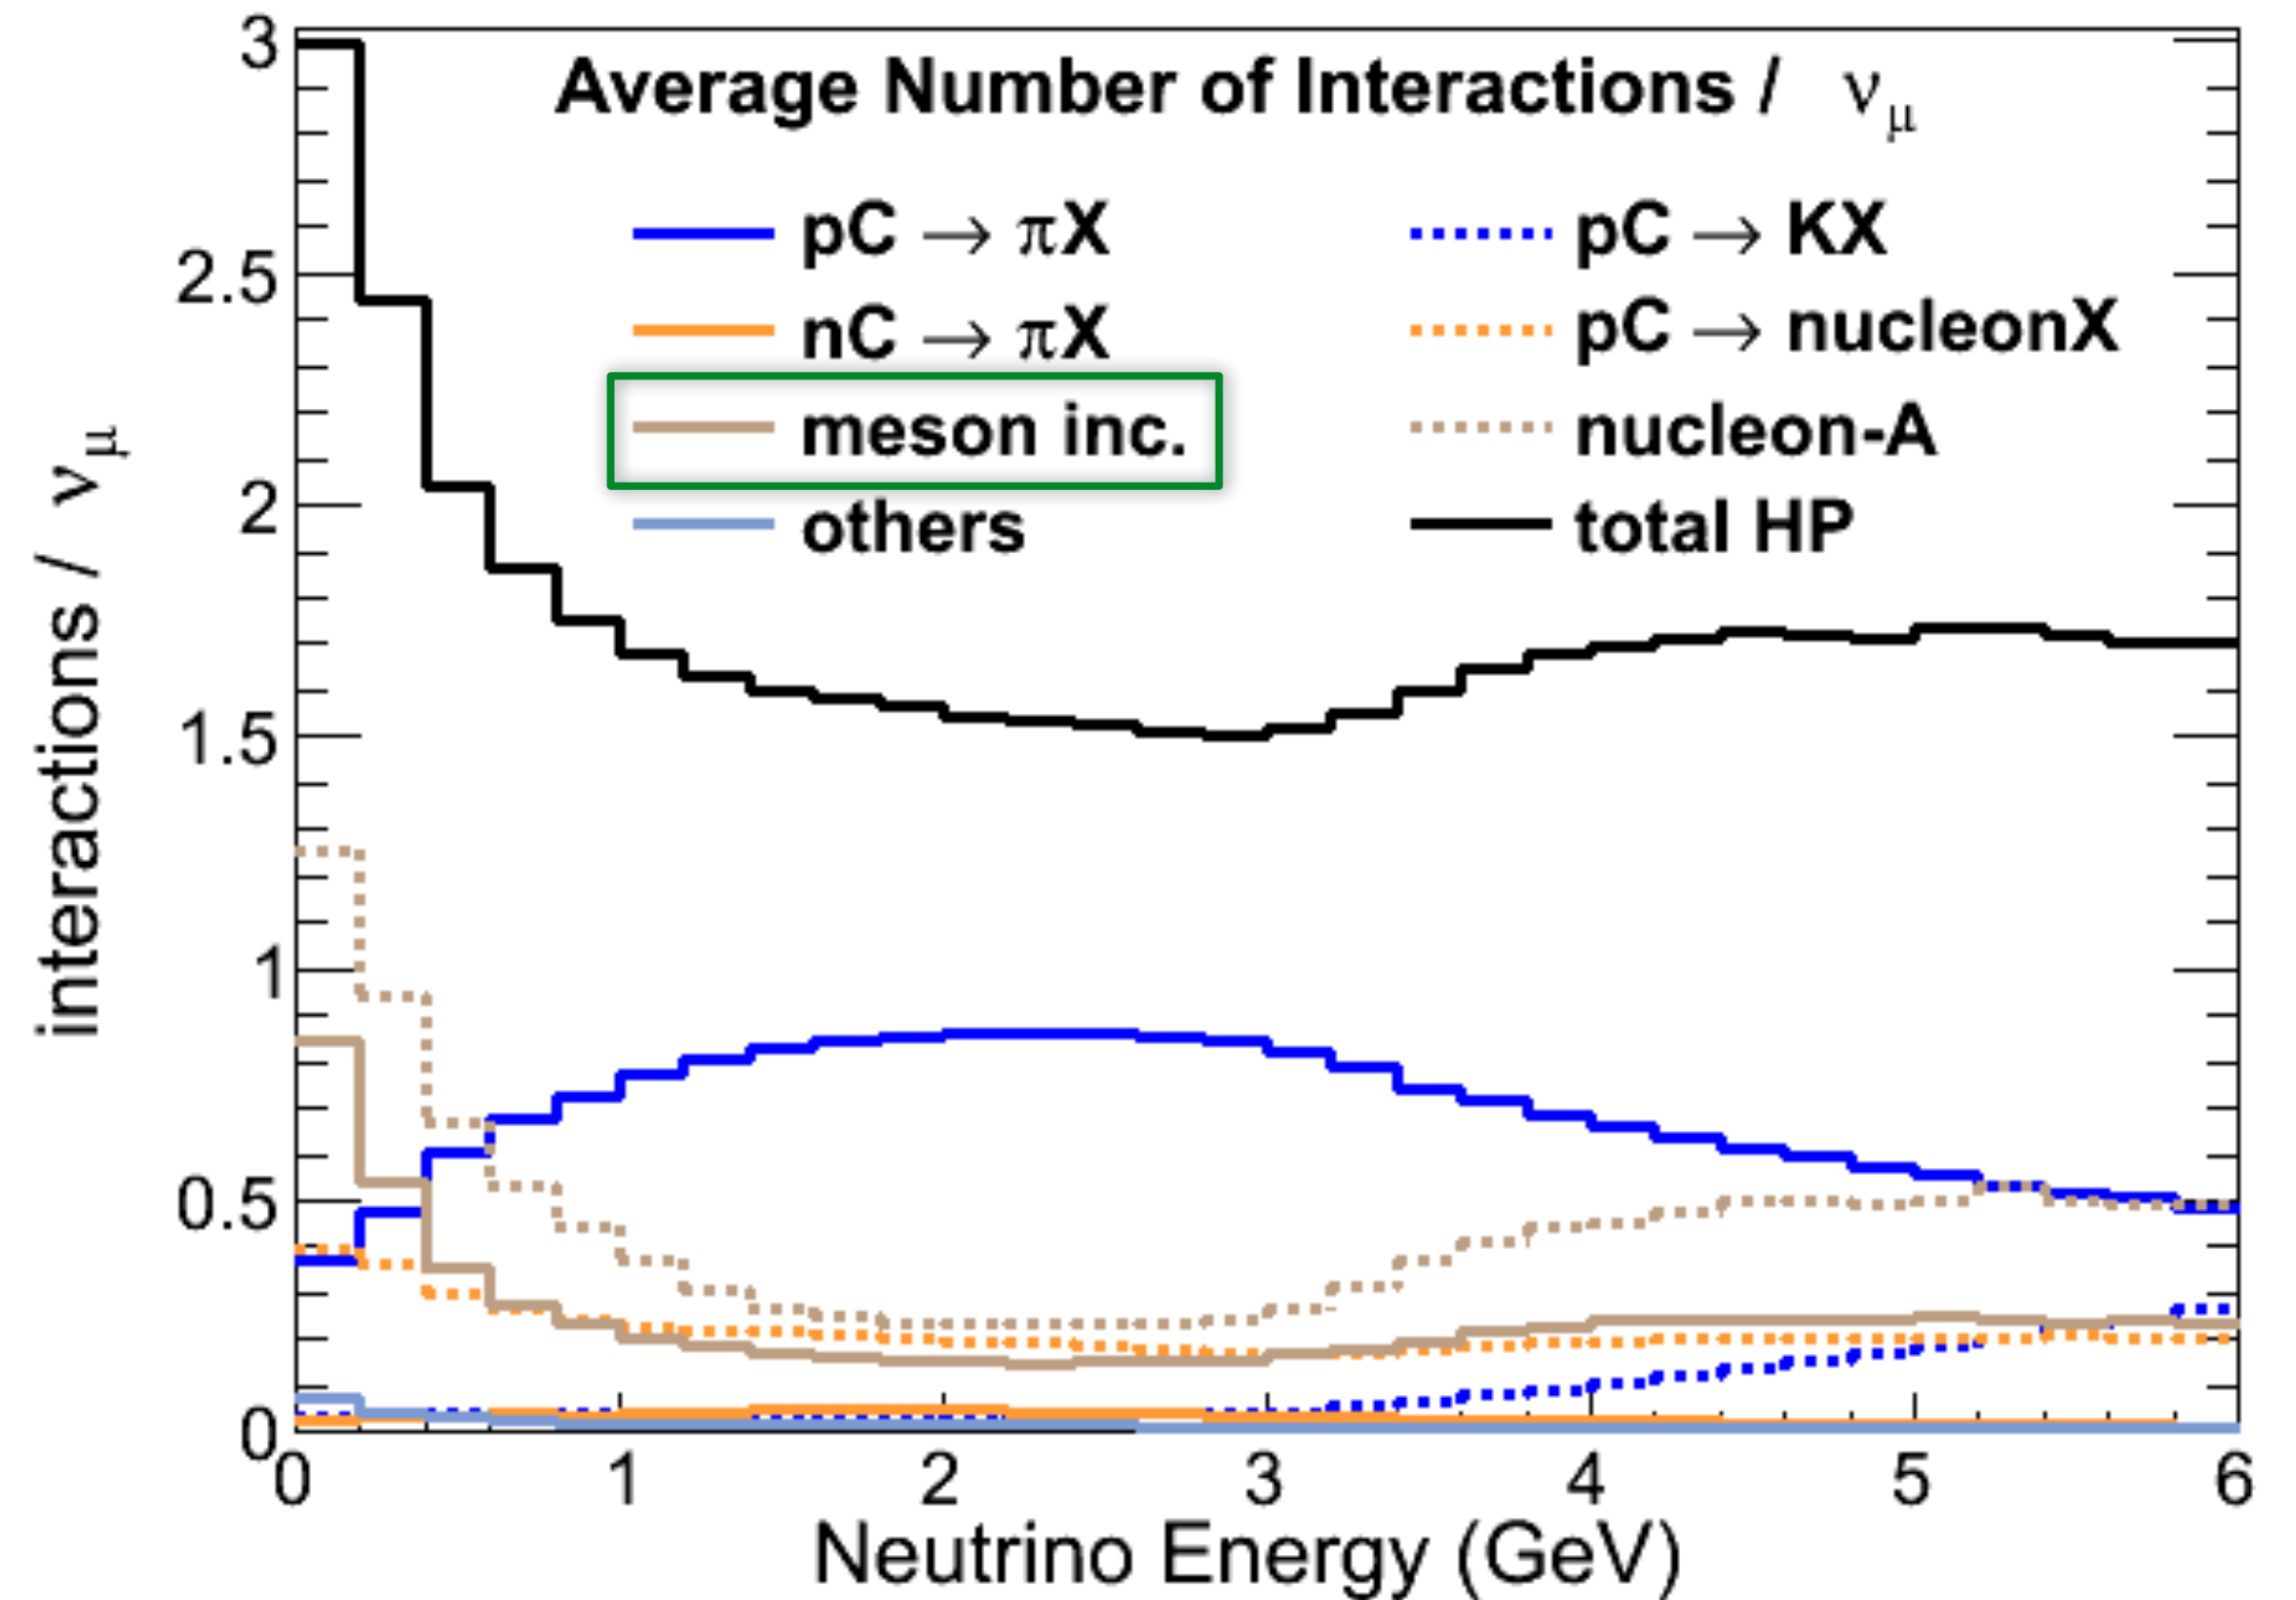 Average Number of Interactions / νμ
pC → πX
pC → KX
nC → πX
pC → nucleonX
meson inc.
nucleon-A
others
total HP
interactions / νμ
3
2.5
2
1.5
1
0.5
0
0 1 2 3 4 5 6
Neutrino Energy (GeV)